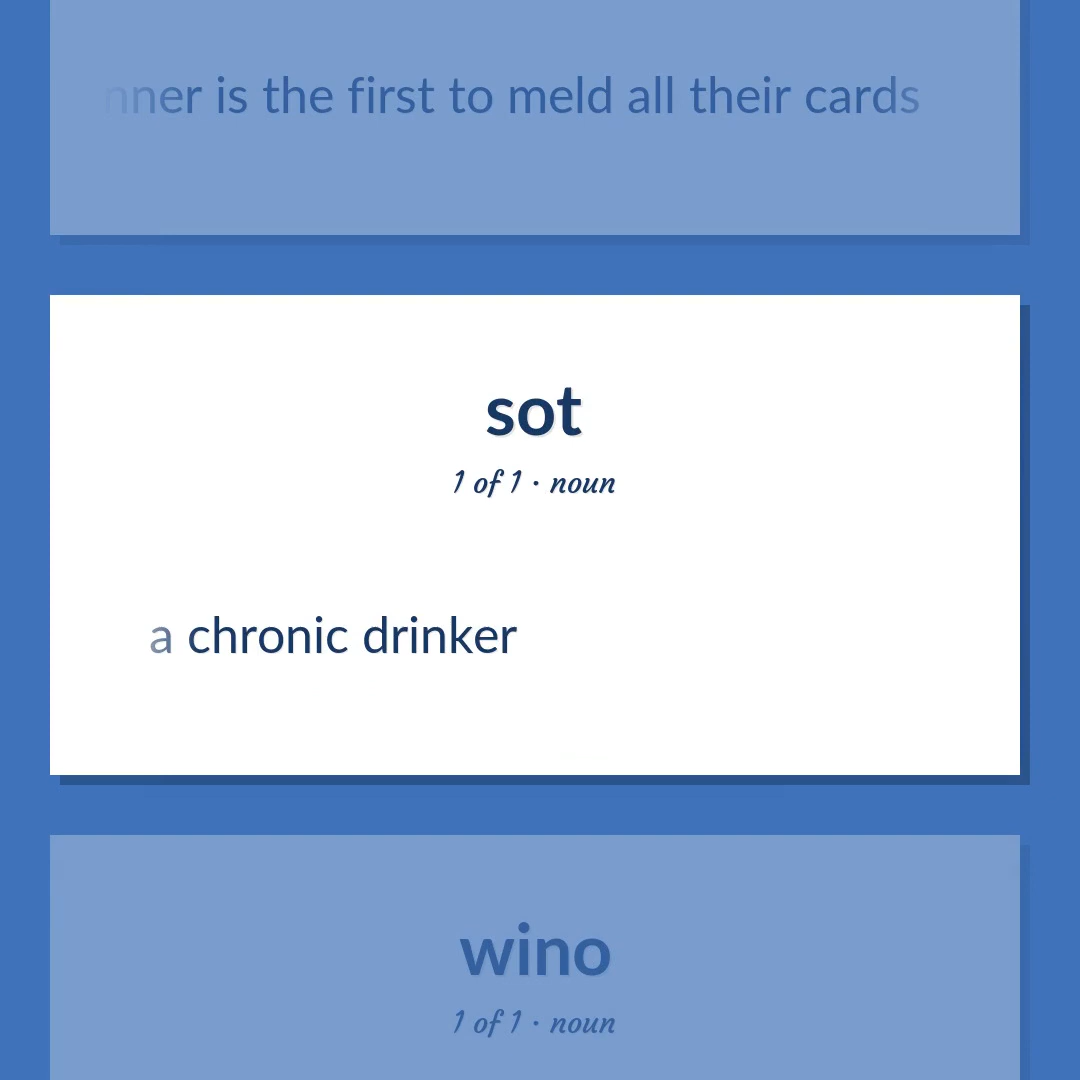 is the first to meld all their cards
sot
1 of 1 · noun
a chronic drinker
wino
1 of 1 · noun